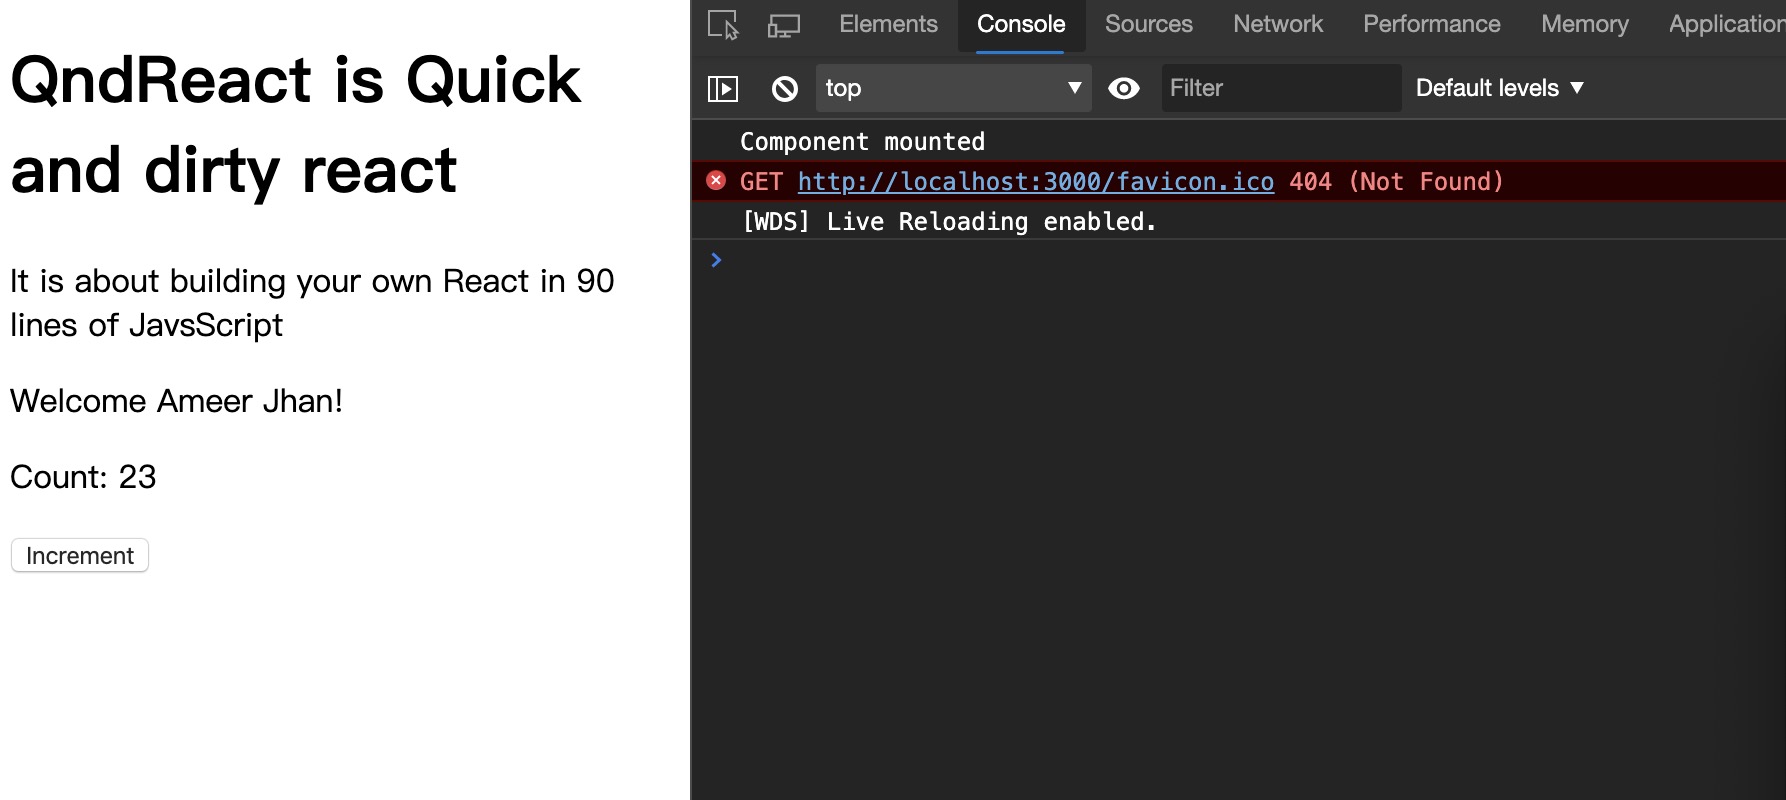 QndReact is Quick
and dirty react
It is about building your own React in 90
lines of JavsScript
Welcome Ameer Jhan!
Count: 23
Increment
Elements Console Sources Network Performance Memory Application
top Filter Default levels
Component mounted
GET http://localhost:3000/favicon.ico 404 (Not Found)
[WDS] Live Reloading enabled.